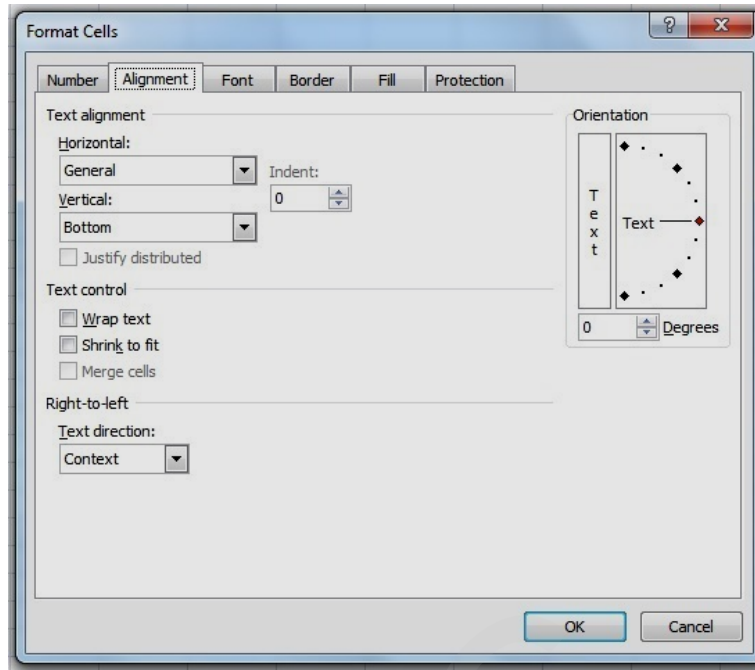 Format Cells
?
X
Number
Alignment
Font
Border
Fill
Protection
Text alignment
Horizontal:
General
Indent:
0
Vertical:
Bottom
Justify distributed
Text control
Wrap text
Shrink to fit
Merge cells
Right-to-left
Text direction:
Context
Orientation
Text
Text
0 Degrees
OK
Cancel